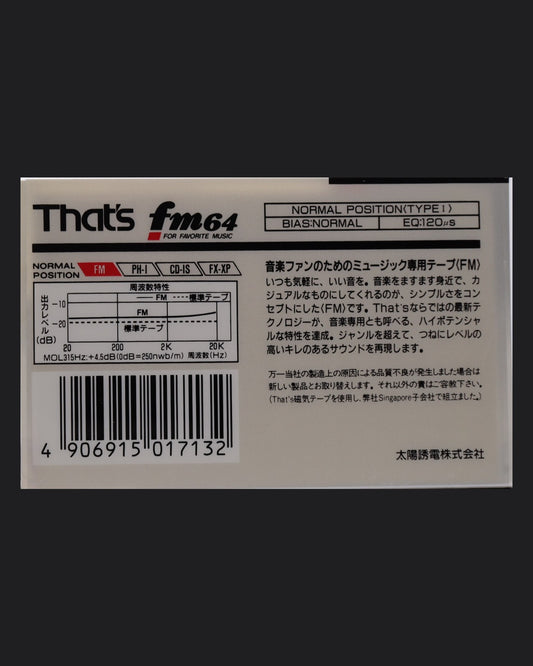 That's fm64
FOR FAVORITE MUSIC
NORMAL POSITION(TYPE I)
BIAS:NORMAL EQ:120μs
NORMAL POSITION FM PH-I CD-IS FX-XP
周波数特性
FM 標準テープ
出力レベル(dB)
-10
FM
-20
標準テープ
20 200 2K 20K
MOL315Hz:+4.5dB(0dB=250nwb/m) 周波数(Hz)
4 906915 017132
音楽ファンのためのミュージック専用テープ(FM)
いつも気軽に、いい音を。音楽をますます身近で、カ
ジュアルなものにしてくれるのが、シンプルさをコン
セプトにした(FM)です。That'sならではの最新テ
クノロジーが、音楽専用とも呼べる、ハイポテンシャ
ルな特性を達成。ジャンルを超えて、つねにレベルの
高いキレのあるサウンドを再現します。
万一当社の製造上の原因による品質不良が発生しました場合は
新しい製品とお取り替えします。それ以外の責はご容赦下さい。
(That's磁気テープを使用し、弊社Singapore子会社で組立ました。)
太陽誘電株式会社